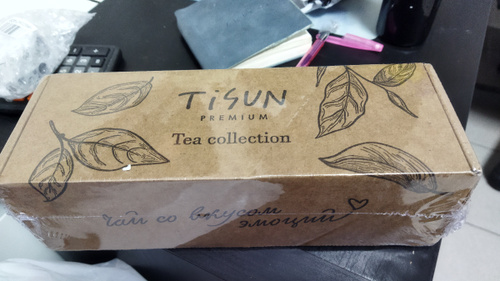 TiSUN
PREMIUM
Tea collection
чай со вкусом
эмоций